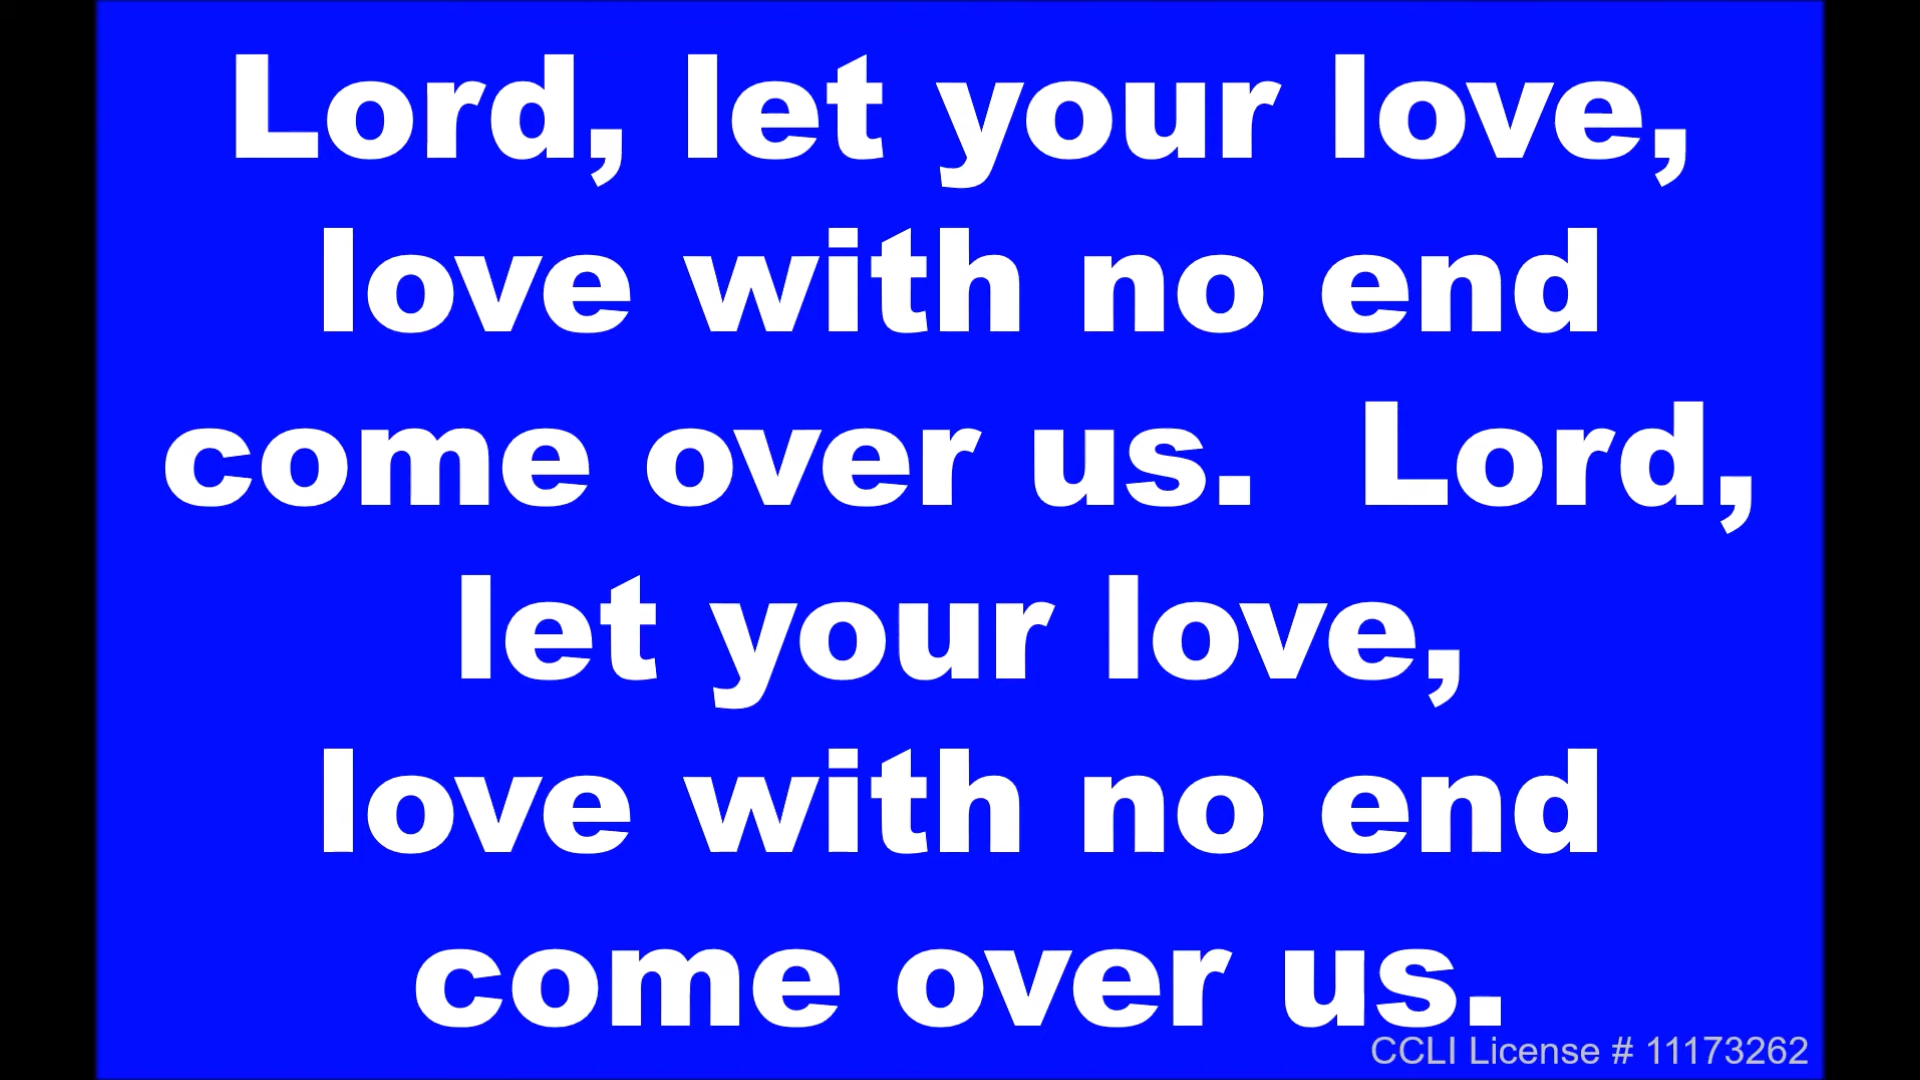 Lord, let your love,
love with no end
come over us.  Lord,
let your love,
love with no end
come over us.
CCLI License # 11173262